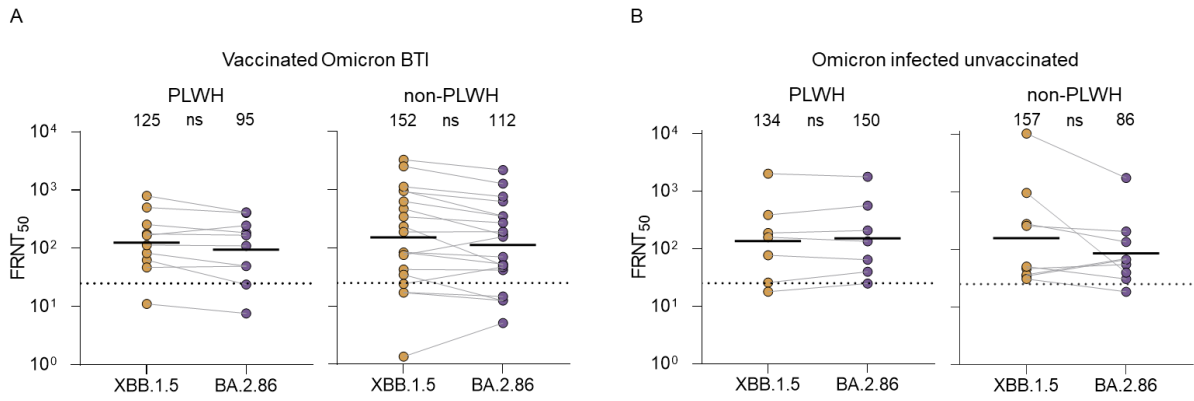 A
B
Vaccinated Omicron BTI
Omicron infected unvaccinated
PLWH
non-PLWH
PLWH
non-PLWH
125 ns 95
152 ns 112
134 ns 150
157 ns 86
FRNT50
10⁴
10³
10²
10¹
10⁰
XBB.1.5 BA.2.86
XBB.1.5 BA.2.86
FRNT50
10⁴
10³
10²
10¹
10⁰
XBB.1.5 BA.2.86
XBB.1.5 BA.2.86